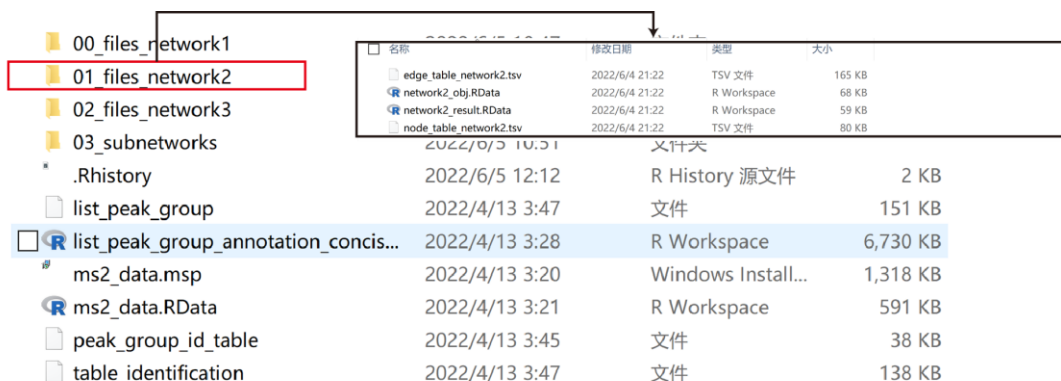 00_files_network1
名称 修改日期 类型 大小
edge_table_network2.tsv 2022/6/4 21:22 TSV 文件 165 KB
network2_obj.RData 2022/6/4 21:22 R Workspace 68 KB
network2_result.RData 2022/6/4 21:22 R Workspace 59 KB
node_table_network2.tsv 2022/6/4 21:22 TSV 文件 80 KB
01_files_network2
02_files_network3
03_subnetworks 2022/6/5 10:51 文件夹
.Rhistory 2022/6/5 12:12 R History 源文件 2 KB
list_peak_group 2022/4/13 3:47 文件 151 KB
list_peak_group_annotation_concis... 2022/4/13 3:28 R Workspace 6,730 KB
ms2_data.msp 2022/4/13 3:20 Windows Install... 1,318 KB
ms2_data.RData 2022/4/13 3:21 R Workspace 591 KB
peak_group_id_table 2022/4/13 3:45 文件 38 KB
table_identification 2022/4/13 3:47 文件 138 KB